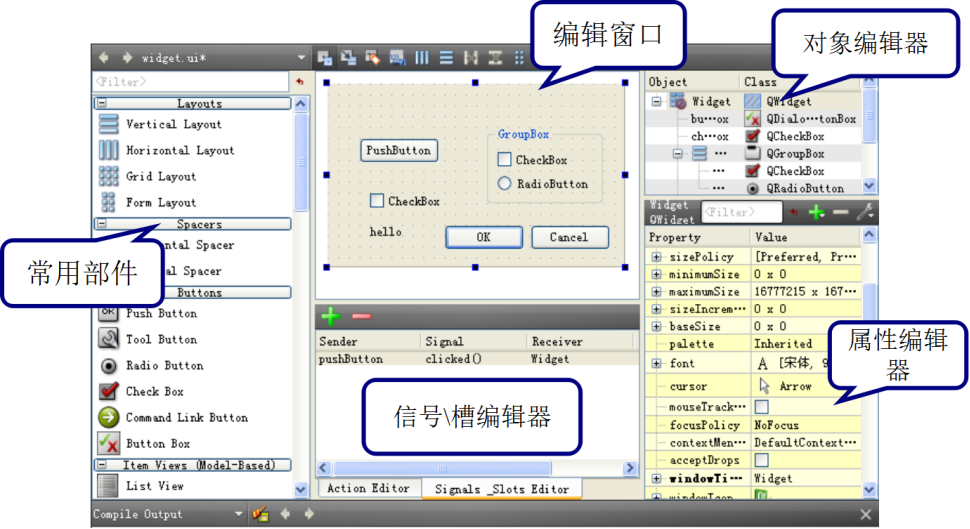 编辑窗口
对象编辑器
widget.ui*
<Filter>
Layouts
Vertical Layout
Horizontal Layout
Grid Layout
Form Layout
Spacers
ntal Spacer
al Spacer
常用部件
Buttons
Push Button
Tool Button
Radio Button
Check Box
Command Link Button
Button Box
Item Views (Model-Based)
List View
PushButton
GroupBox
CheckBox
RadioButton
CheckBox
hello
OK
Cancel
Sender Signal Receiver
pushButton clicked() Widget
信号\槽编辑器
Action Editor
Signals _Slots Editor
Object Class
Widget QWidget
bu···ox QDialo···tonBox
ch···ox QCheckBox
··· QGroupBox
··· QCheckBox
··· QRadioButton
Widget
QWidget
<Filter>
Property Value
sizePolicy [Preferred, Pr···
minimumSize 0 x 0
maximumSize 16777215 x 167···
sizeIncrem··· 0 x 0
baseSize 0 x 0
palette Inherited
font A [宋体, 9
属性编辑
器
cursor Arrow
mouseTrack···
focusPolicy NoFocus
contextMen··· DefaultContext···
acceptDrops
windowTi··· Widget
windowIcon
Compile Output